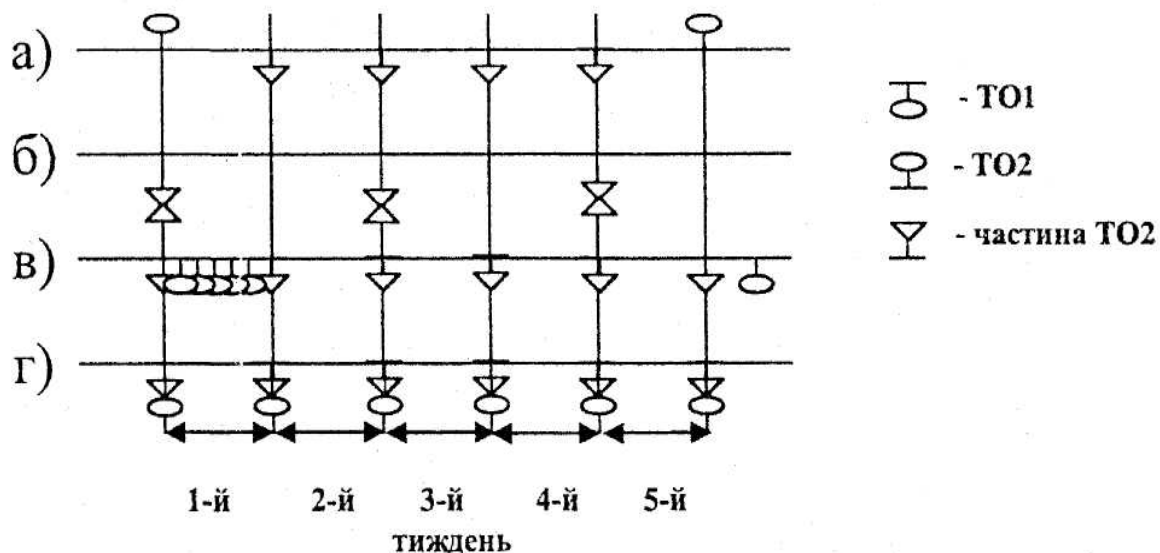 а)
б)
в)
г)
- ТО1
- ТО2
- частина ТО2
1-й 2-й 3-й 4-й 5-й
тиждень